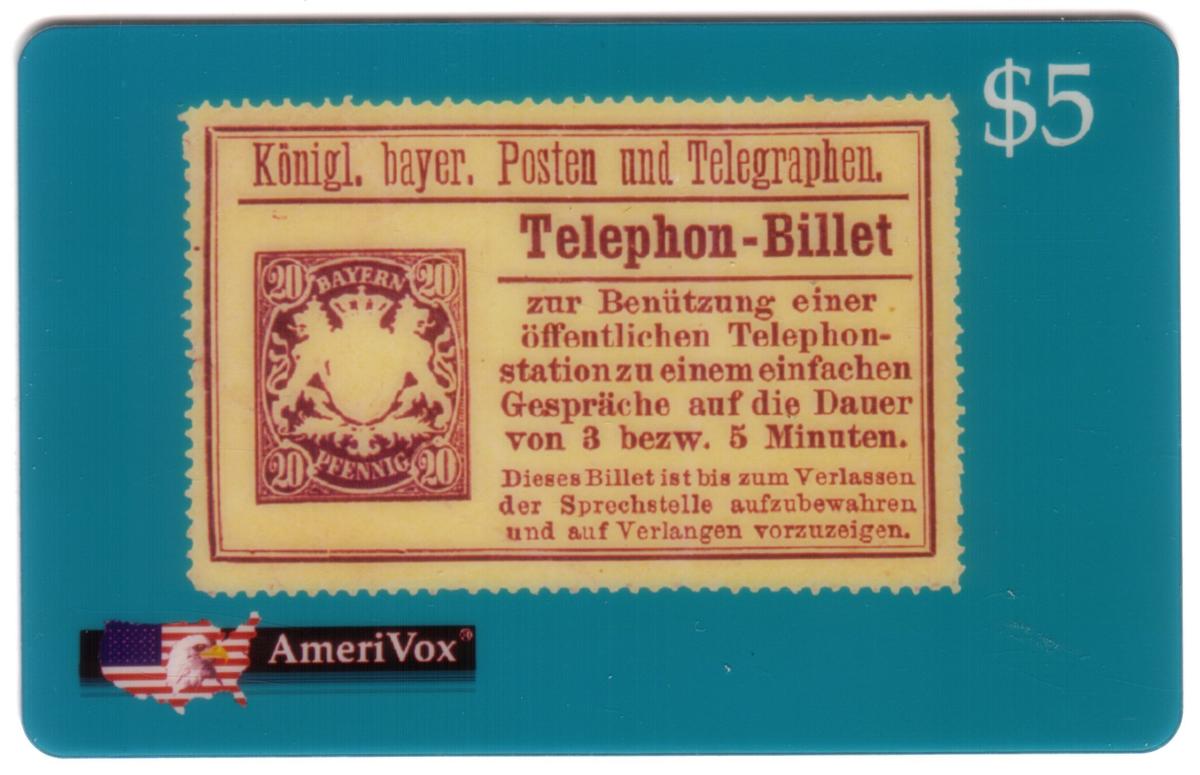 $5
Königl. bayer. Posten und Telegraphen.
Telephon-Billet
20 BAYERN 20
20 PFENNIG 20
zur Benützung einer
öffentlichen Telephon-
station zu einem einfachen
Gespräche auf die Dauer
von 3 bezw. 5 Minuten.
Dieses Billet ist bis zum Verlassen
der Sprechstelle aufzubewahren
und auf Verlangen vorzuzeigen.
AmeriVox®